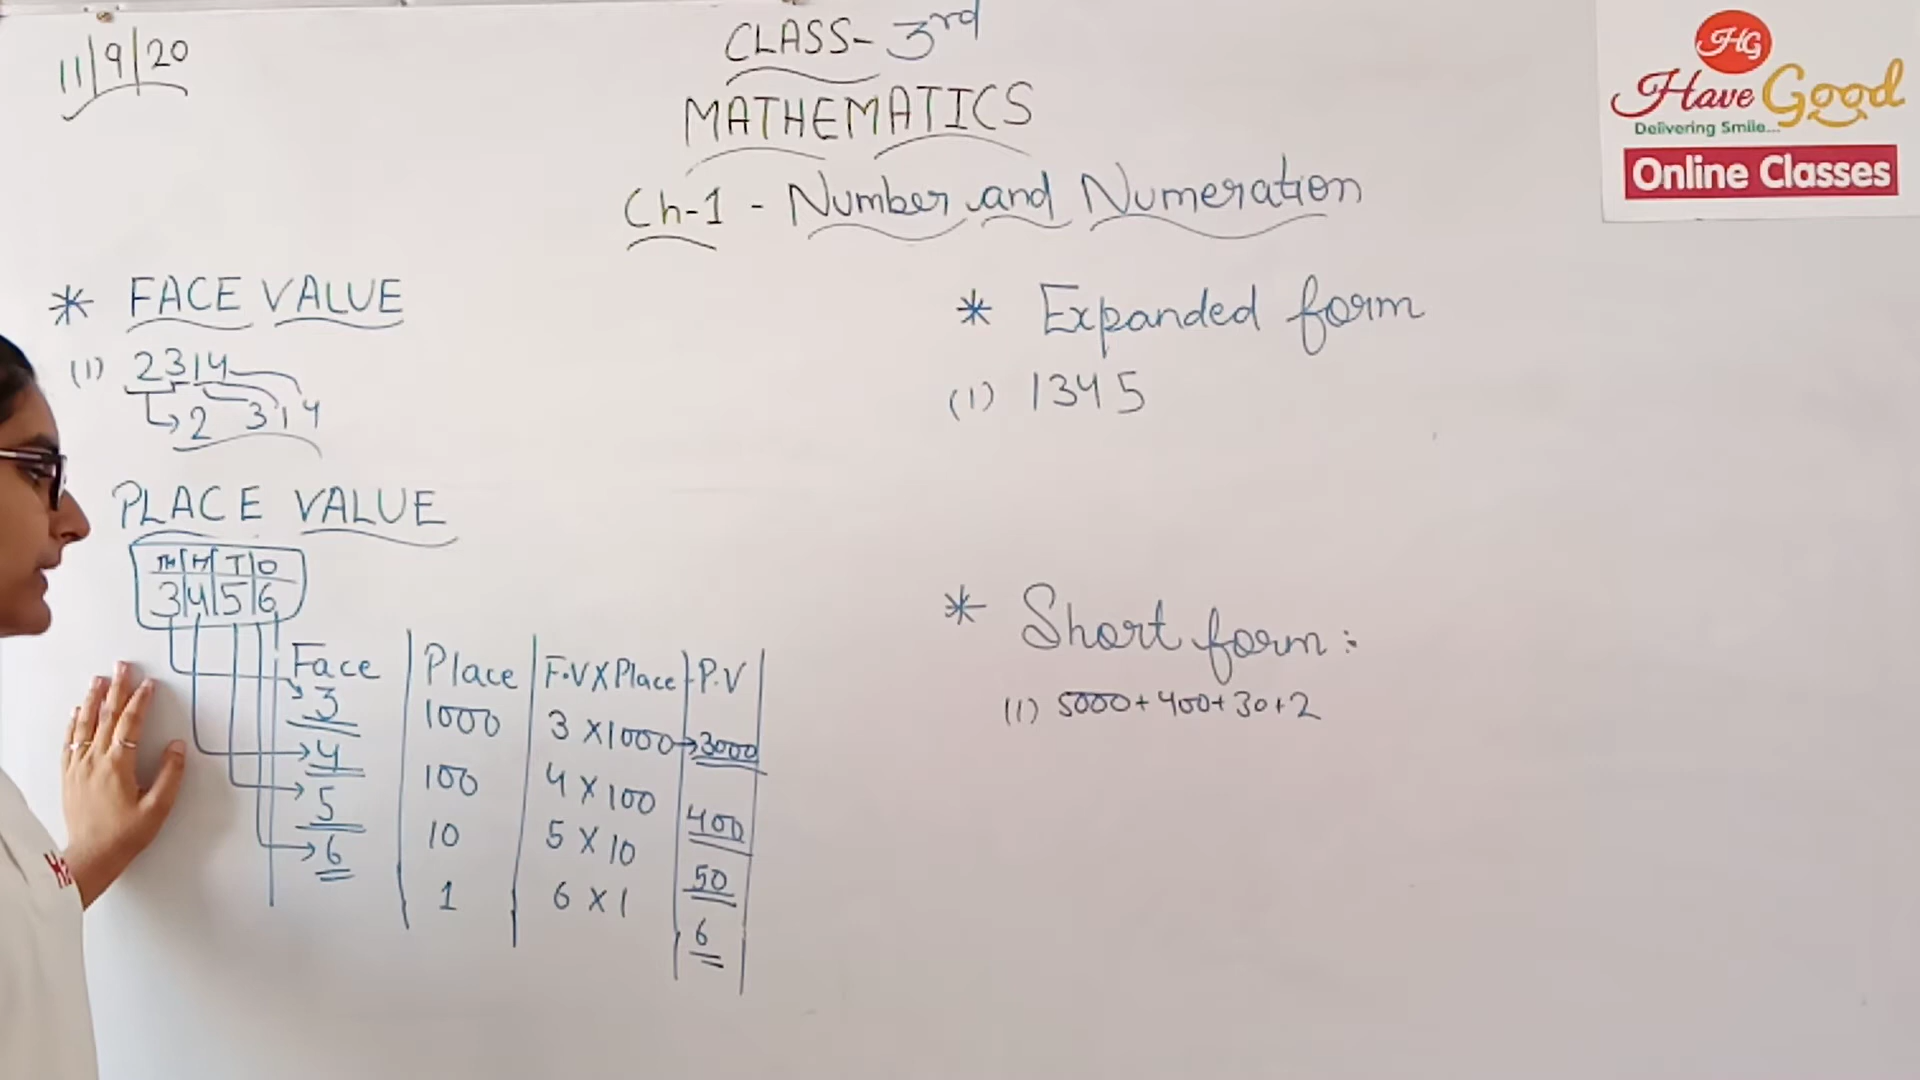 11/9/20
CLASS- 3rd
MATHEMATICS
Ch-1 - Number and Numeration
HG
Have Good
Delivering Smile...
Online Classes
* FACE VALUE
(1) 2314
2 3 1 4
PLACE VALUE
TH H T O
3 4 5 6
Face Place F.V X Place P.V
3 1000 3 X 1000 → 3000
4 100 4 X 100 400
5 10 5 X 10 50
6 1 6 X 1 6
* Expanded form
(1) 1345
* Short form :
(1) 5000+400+30+2